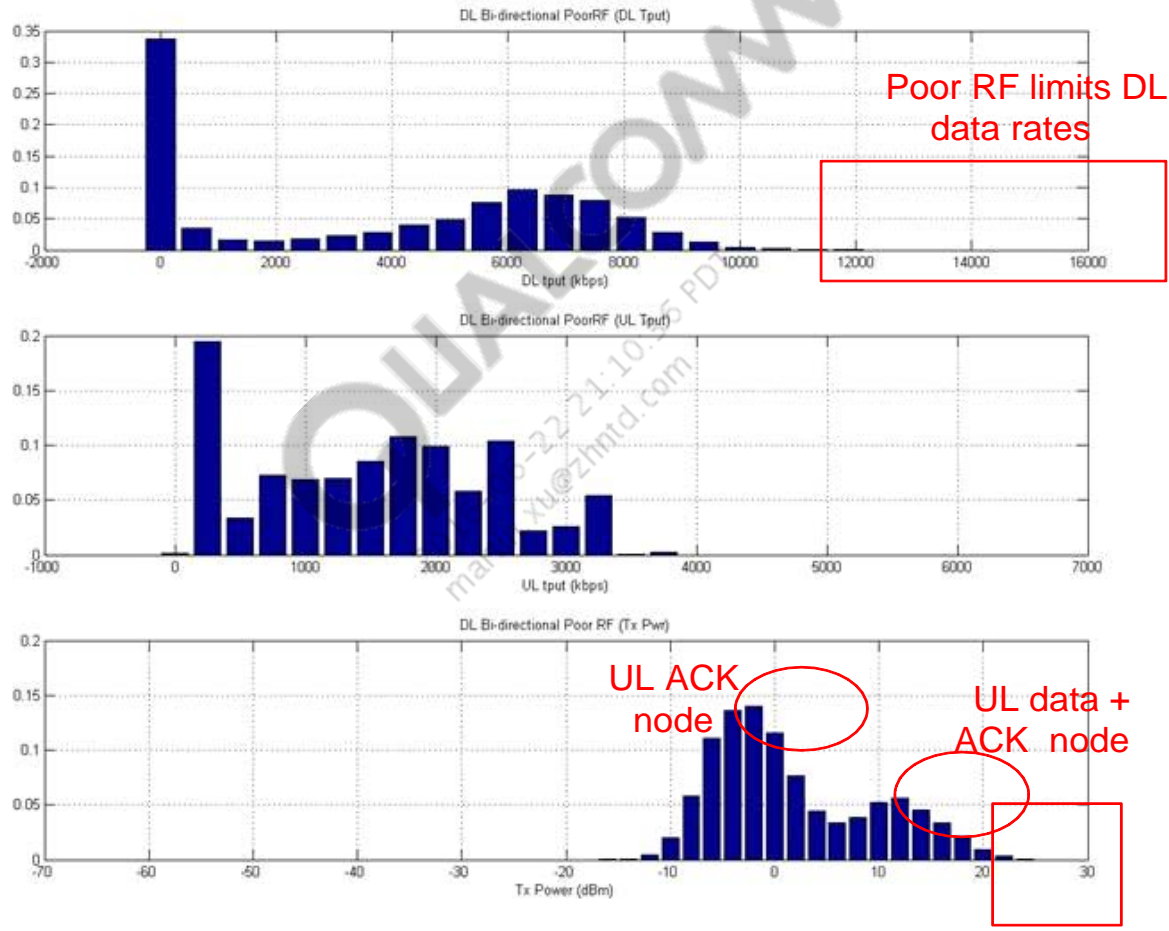 DL Bi-directional PoorRF (DL Tput)
0.35
0.3
0.25
0.2
0.15
0.1
0.05
0
-2000 0 2000 4000 6000 8000 10000 12000 14000 16000
DL tput (kbps)
Poor RF limits DL
data rates
QUALCOMM
21:10:36 PDT
DL Bi-directional PoorRF (UL Tput)
0.2
0.15
0.1
0.05
0
-1000 0 1000 2000 3000 4000 5000 6000 7000
UL tput (kbps)
DL Bi-directional Poor RF (Tx Pwr)
0.2
0.15
0.1
0.05
0
-70 -60 -50 -40 -30 -20 -10 0 10 20 30
Tx Power (dBm)
UL ACK
node
UL data +
ACK node